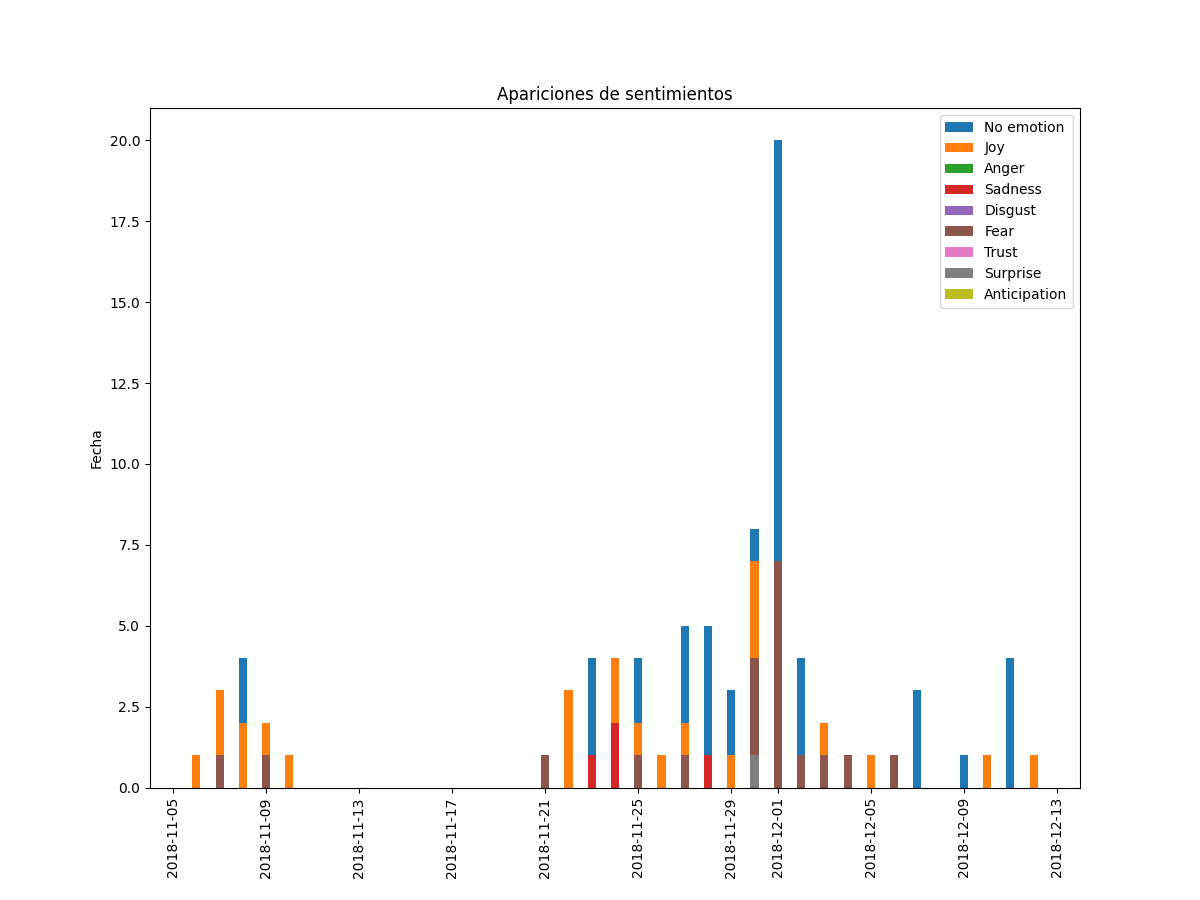 Apariciones de sentimientos
No emotion
Joy
Anger
Sadness
Disgust
Fear
Trust
Surprise
Anticipation
Fecha
20.0
17.5
15.0
12.5
10.0
7.5
5.0
2.5
0.0
2018-11-05
2018-11-09
2018-11-13
2018-11-17
2018-11-21
2018-11-25
2018-11-29
2018-12-01
2018-12-05
2018-12-09
2018-12-13